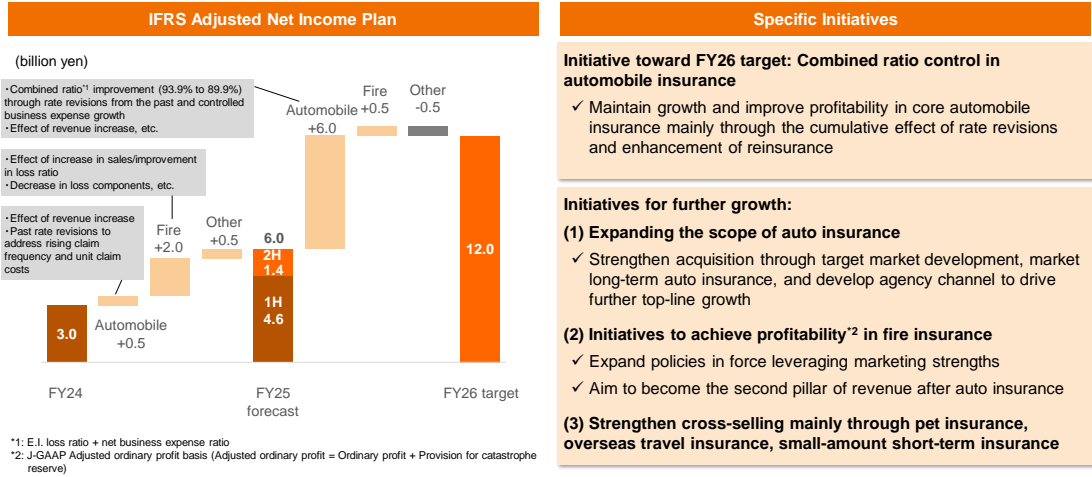 IFRS Adjusted Net Income Plan
(billion yen)
・Combined ratio*1 improvement (93.9% to 89.9%)
through rate revisions from the past and controlled
business expense growth
・Effect of revenue increase, etc.
・Effect of increase in sales/improvement
in loss ratio
・Decrease in loss components, etc.
・Effect of revenue increase
・Past rate revisions to
address rising claim
frequency and unit claim
costs
3.0
Automobile
+0.5
Fire
+2.0
Other
+0.5
6.0
2H
1.4
1H
4.6
Automobile
+6.0
Fire
+0.5
Other
-0.5
12.0
FY24
FY25
forecast
FY26 target
*1: E.I. loss ratio + net business expense ratio
*2: J-GAAP Adjusted ordinary profit basis (Adjusted ordinary profit = Ordinary profit + Provision for catastrophe
reserve)
Specific Initiatives
Initiative toward FY26 target: Combined ratio control in
automobile insurance
✓ Maintain growth and improve profitability in core automobile
insurance mainly through the cumulative effect of rate revisions
and enhancement of reinsurance
Initiatives for further growth:
(1) Expanding the scope of auto insurance
✓ Strengthen acquisition through target market development, market
long-term auto insurance, and develop agency channel to drive
further top-line growth
(2) Initiatives to achieve profitability*2 in fire insurance
✓ Expand policies in force leveraging marketing strengths
✓ Aim to become the second pillar of revenue after auto insurance
(3) Strengthen cross-selling mainly through pet insurance,
overseas travel insurance, small-amount short-term insurance